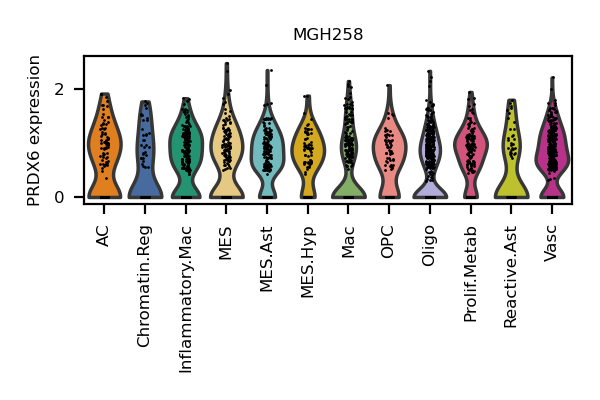 MGH258
PRDX6 expression
2
0
AC
Chromatin.Reg
Inflammatory.Mac
MES
MES.Ast
MES.Hyp
Mac
OPC
Oligo
Prolif.Metab
Reactive.Ast
Vasc